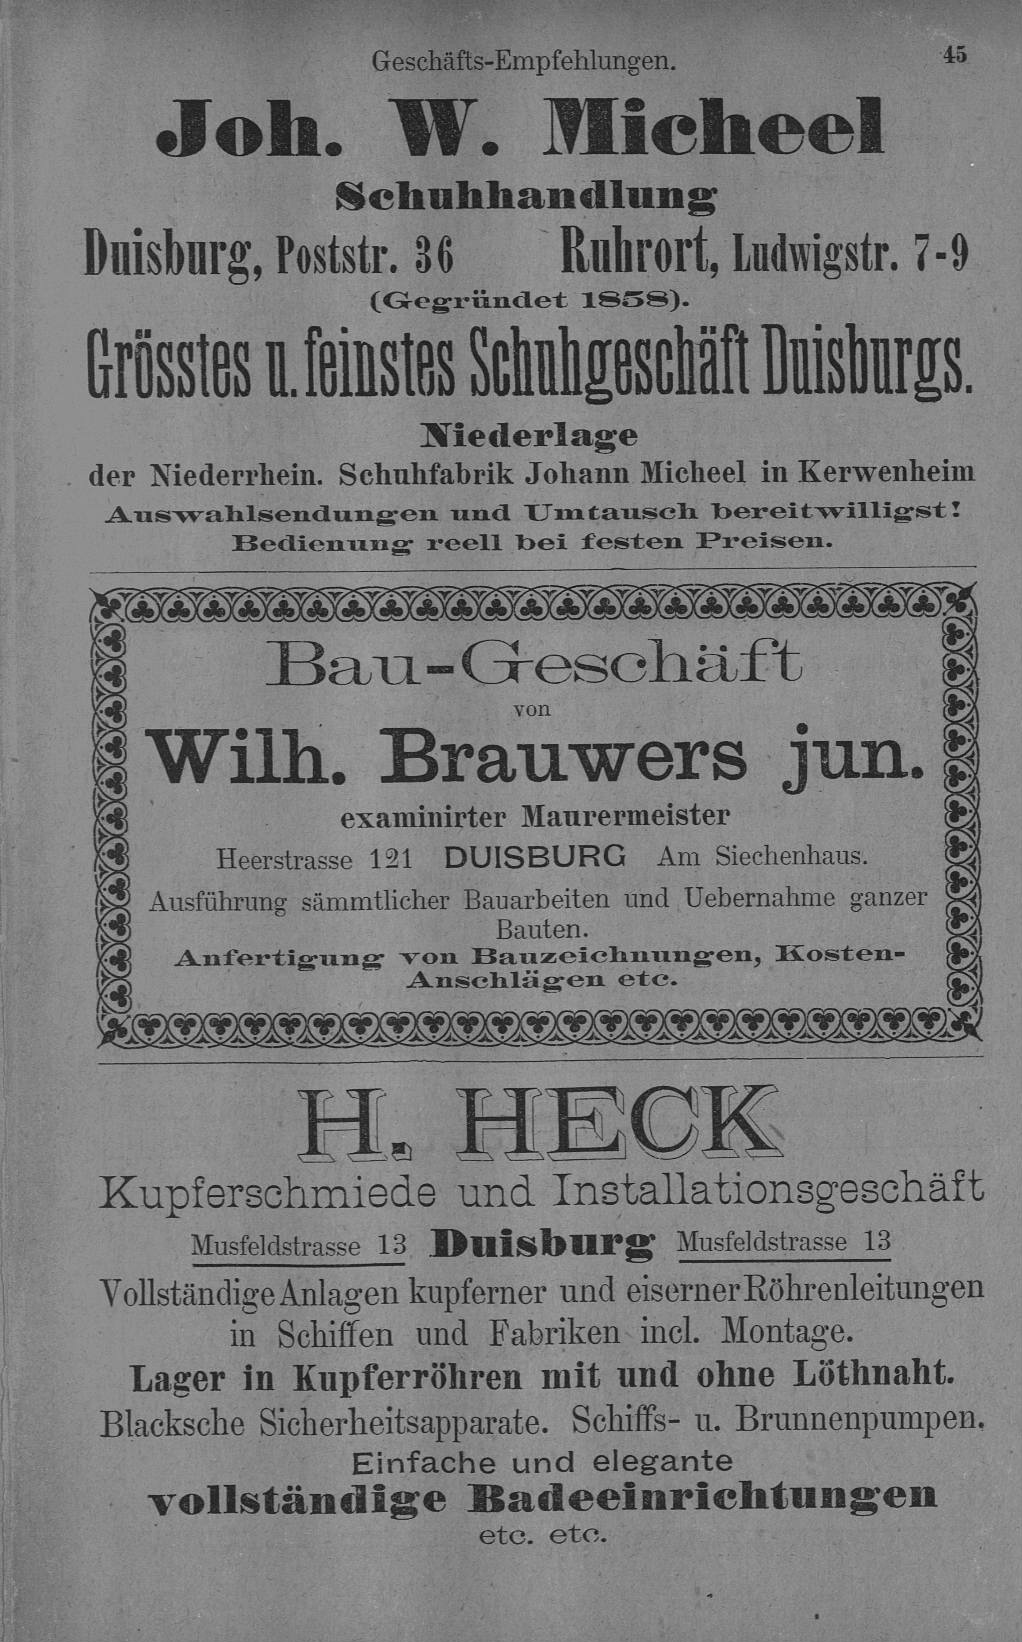 Geschäfts-Empfehlungen. 45
Joh. W. Micheel
Schuhhandlung
Duisburg, Poststr. 36 Ruhrort, Ludwigstr. 7-9
(Gegründet 1858).
Grösstes u. feinstes Schuhgeschäft Duisburgs.
Niederlage
der Niederrhein. Schuhfabrik Johann Micheel in Kerwenheim
Auswahlsendungen und Umtausch bereitwilligst!
Bedienung reell bei festen Preisen.
Bau-Geschäft
von
Wilh. Brauwers jun.
examinirter Maurermeister
Heerstrasse 121 DUISBURG Am Siechenhaus.
Ausführung sämmtlicher Bauarbeiten und Uebernahme ganzer
Bauten.
Anfertigung von Bauzeichnungen, Kosten-
Anschlägen etc.
H. HECK
Kupferschmiede und Installationsgeschäft
Musfeldstrasse 13 Duisburg Musfeldstrasse 13
Vollständige Anlagen kupferner und eiserner Röhrenleitungen
in Schiffen und Fabriken incl. Montage.
Lager in Kupferröhren mit und ohne Löthnaht.
Blacksche Sicherheitsapparate. Schiffs- u. Brunnenpumpen.
Einfache und elegante
vollständige Badeeinrichtungen
etc. etc.